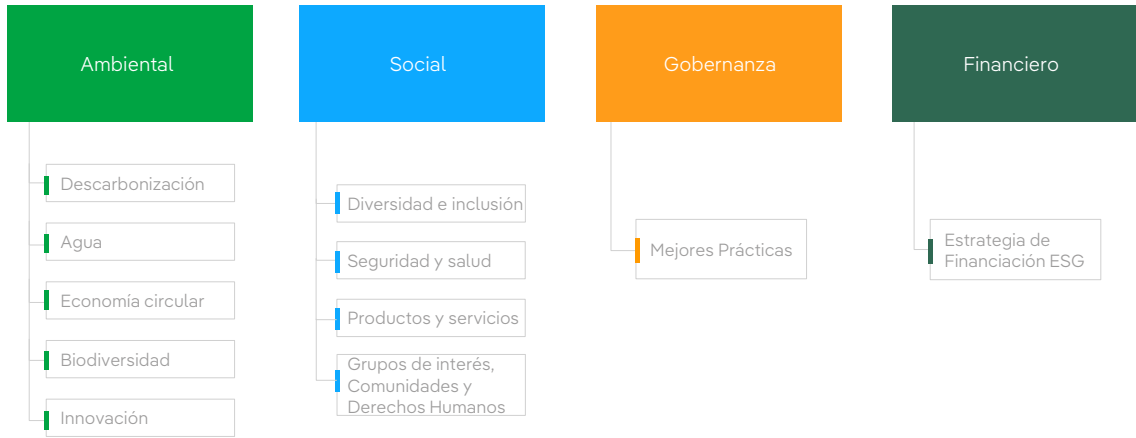 Ambiental
Descarbonización
Agua
Economía circular
Biodiversidad
Innovación
Social
Diversidad e inclusión
Seguridad y salud
Productos y servicios
Grupos de interés,
Comunidades y
Derechos Humanos
Gobernanza
Mejores Prácticas
Financiero
Estrategia de
Financiación ESG